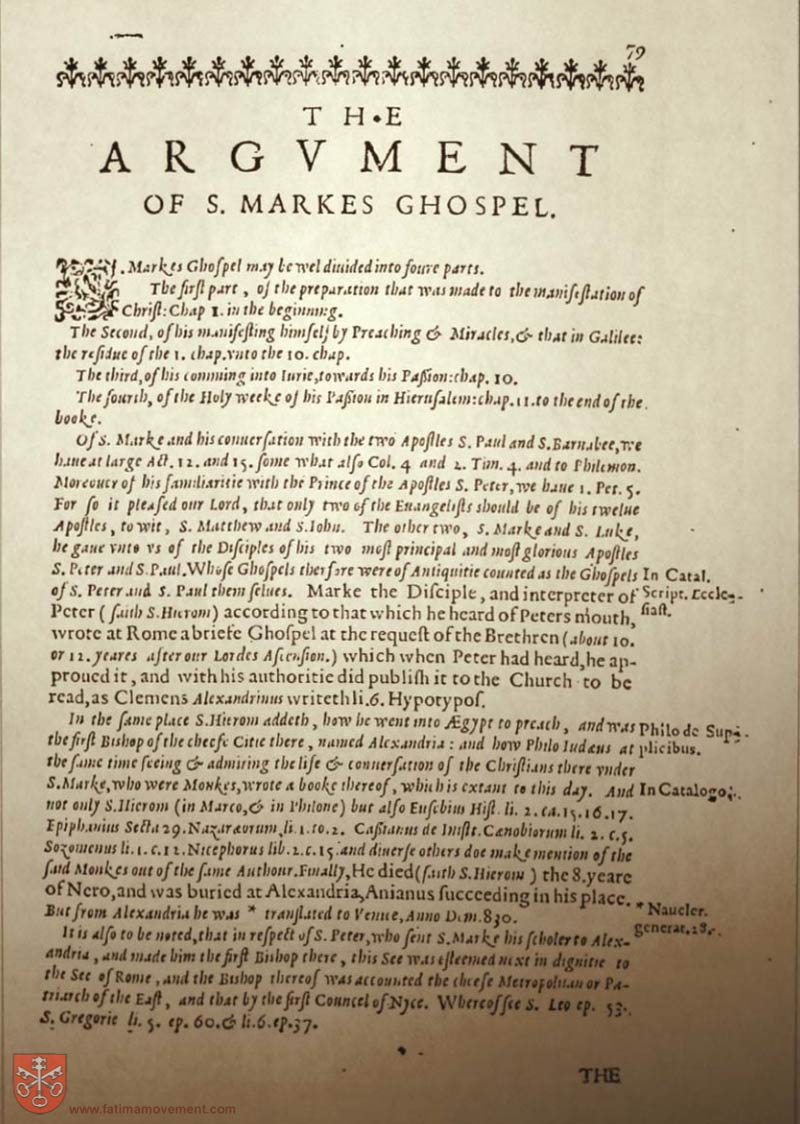 79
THE
ARGVMENT
OF S. MARKES GHOSPEL.
S. Markes Ghoſpel may be wel diuided into foure parts.
The firſt part, of the preparation that was made to the manifeſtation of
Chriſt: Chap 1. in the beginning.
The Second, of his manifeſting himſelf by Preaching & Miracles, & that in Galilee:
the reſidue of the 1. chap. vnto the 10. chap.
The third, of his comming into Iurie, towards his Paſſion: chap. 10.
The fourth, of the Holy weeke of his Paſſion in Hieruſalem: chap. 11. to the end of the
booke.
Of S. Marke and his conuerſation with the two Apoſtles S. Paul and S. Barnabee, we
haue at large Act. 12. and 15. ſome what alſo Col. 4 and 2. Tim. 4. and to Philemon.
Moreouer of his familiaritie with the Prince of the Apoſtles S. Peter, we haue 1. Pet. 5.
For ſo it pleaſed our Lord, that only two of the Euangeliſts ſhould be of his twelue
Apoſtles, to wit, S. Matthew and S. Iohn. The other two, S. Marke and S. Luke,
he gaue vnto vs of the Diſciples of his two moſt principal and moſt glorious Apoſtles
S. Peter and S. Paul. Whoſe Ghoſpels therfore were of Antiquitie counted as the Ghoſpels
of S. Peter and S. Paul them ſelues. Marke the Diſciple, and interpreter of
Peter (ſaith S. Hierom) according to that which he heard of Peters mouth,
wrote at Rome a briefe Ghoſpel at the requeſt of the Brethren (about 10.
or 12. yeares after our Lordes Aſcenſion.) which when Peter had heard, he ap-
proued it, and with his authoritie did publiſh it to the Church to be
read, as Clemens Alexandrinus writeth li. 6. Hypotypoſ.
In Catal.
Script. Eccle-
ſiaſt.
In the ſame place S. Hierom addeth, how he went into Ægypt to preach, and was
the firſt Bishop of the cheefe Citie there, named Alexandria: and how Philo Iudæus at
the ſame time ſeeing & admiring the life & conuerſation of the Chriſtians there vnder
S. Marke, who were Monkes, wrote a booke thereof, which is extant to this day. And
not only S. Hierom (in Marco, & in Philone) but alſo Euſebius Hiſt. li. 2. ca. 15. 16. 17.
Epiphanius Secta 29. Nazaræorum, li. 1. to. 2. Caſſianus de Inſtit. Cænobiorum li. 2. c. 5.
Sozomenus li. 1. c. 12. Nicephorus lib. 2. c. 15. and diuerſe others doe make mention of the
ſaid Monkes out of the ſame Authour. Finally, He died (ſaith S. Hierom) the 8. yeare
of Nero, and was buried at Alexandria, Anianus ſucceeding in his place.
But from Alexandria he was * tranſlated to Venice, Anno Dom. 830.
Philo de Sup-
plicibus.
In Catalogo.
* Naucler.
generat. 28.
It is alſo to be noted, that in reſpect of S. Peter, who ſent S. Marke his ſcholer to Alex-
andria, and made him the firſt Bishop there, this See was eſteemed next in dignitie to
the See of Rome, and the Bishop thereof was accounted the cheefe Metropolitan or Pa-
triarch of the Eaſt, and that by the firſt Councel of Nyce. Whereof ſee S. Leo ep. 53.
S. Gregorie li. 5. ep. 60. & li. 6. ep. 37.
THE
www.fatimamovement.com